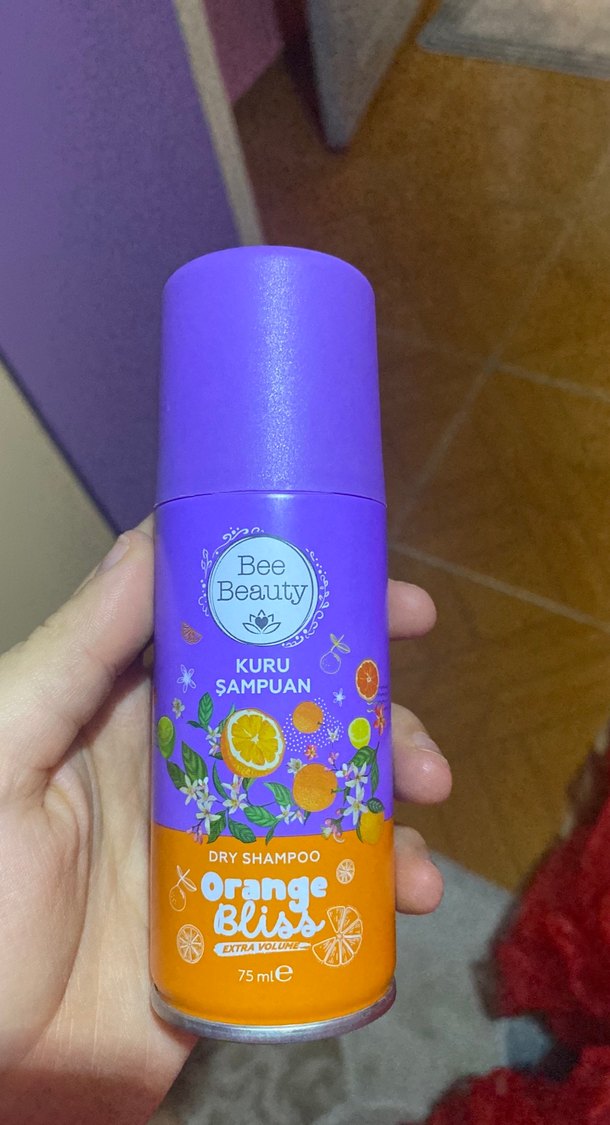 Bee
Beauty
KURU
ŞAMPUAN
DRY SHAMPOO
Orange
Bliss
EXTRA VOLUME
75 ml e